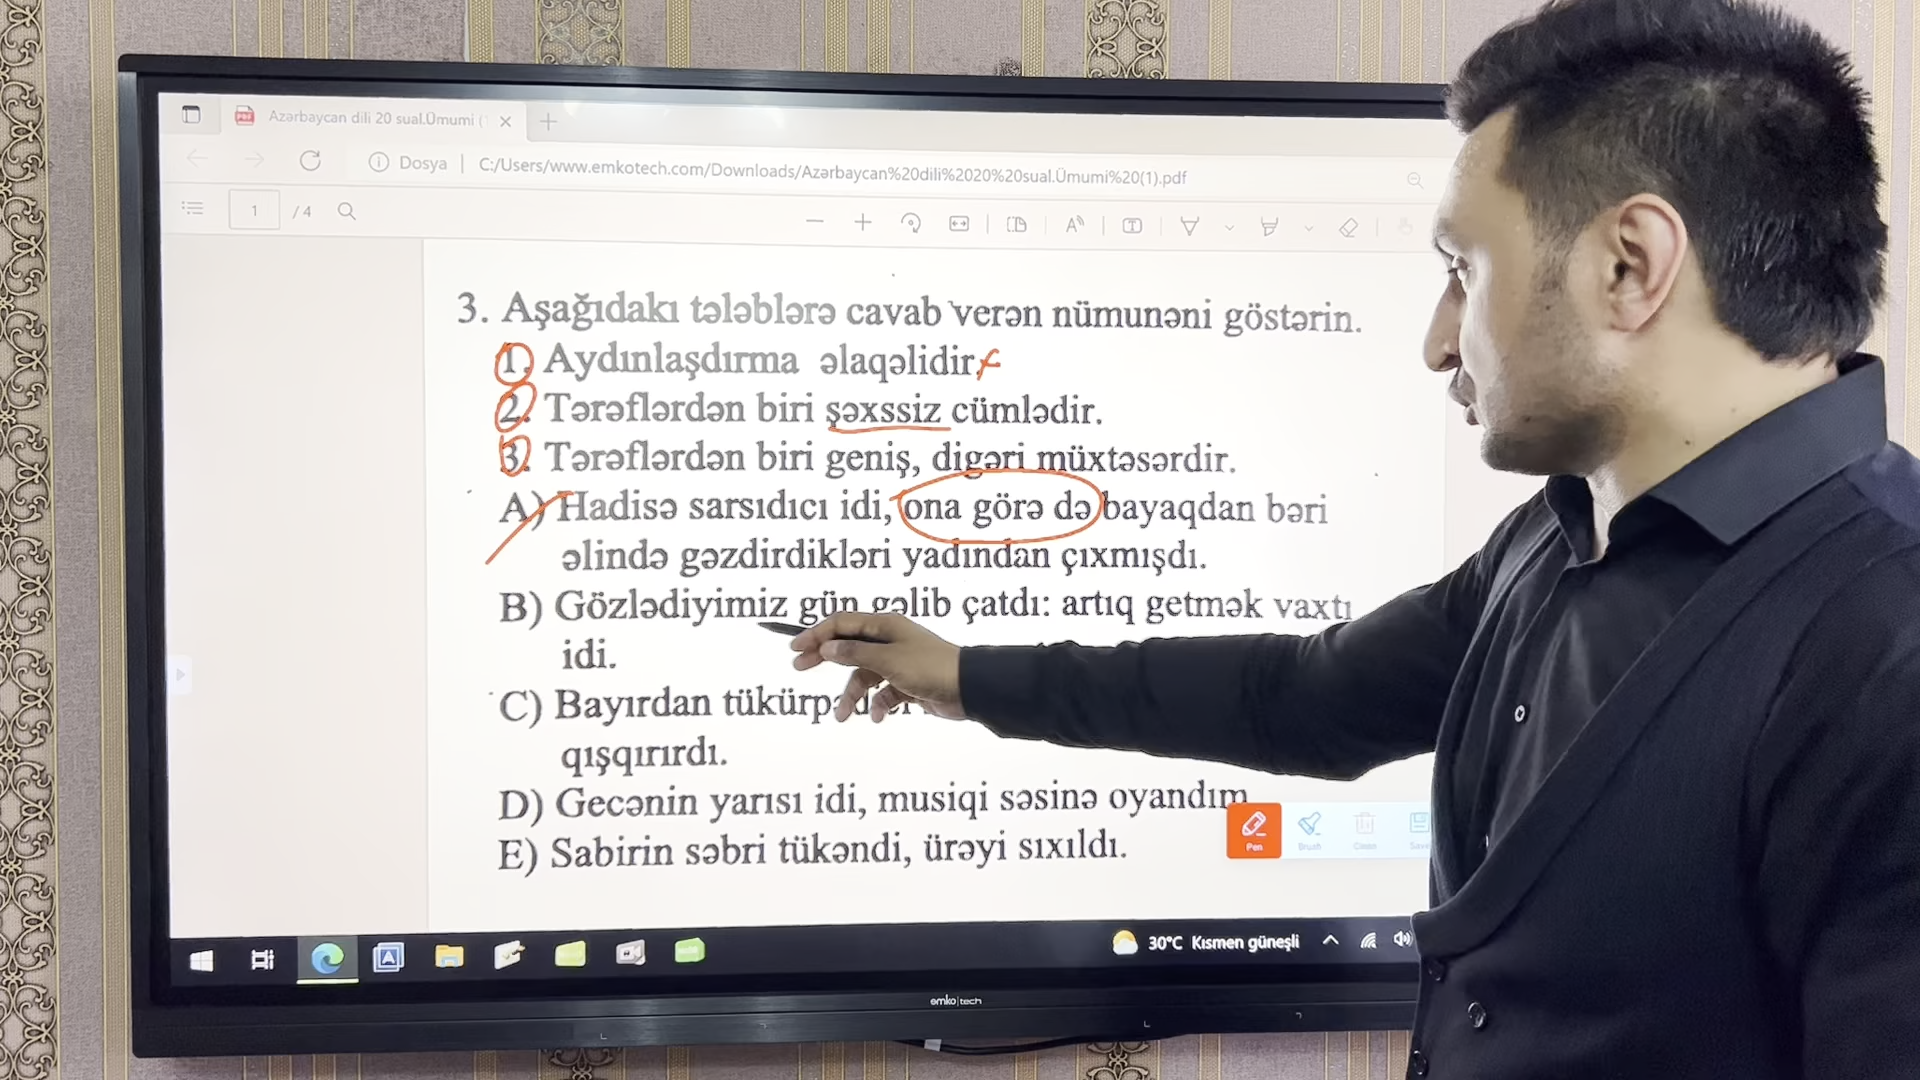 Azərbaycan dili 20 sual.Ümumi (
Dosya | C:/Users/www.emkotech.com/Downloads/Azərbaycan%20dili%2020%20sual.Ümumi%20(1).pdf
1 / 4
3. Aşağıdakı tələblərə cavab verən nümunəni göstərin.
1. Aydınlaşdırma əlaqəlidir.
2. Tərəflərdən biri şəxssiz cümlədir.
3. Tərəflərdən biri geniş, digəri müxtəsərdir.
A) Hadisə sarsıdıcı idi, ona görə də bayaqdan bəri
əlində gəzdirdikləri yadından çıxmışdı.
B) Gözlədiyimiz gün gəlib çatdı: artıq getmək vaxtı
idi.
C) Bayırdan
qışqırırdı.
D) Gecənin yarısı idi, musiqi səsinə oyandım
E) Sabirin səbri tükəndi, ürəyi sıxıldı.
Pen Brush Clean Save
30°C Kısmen güneşli
emko|tech